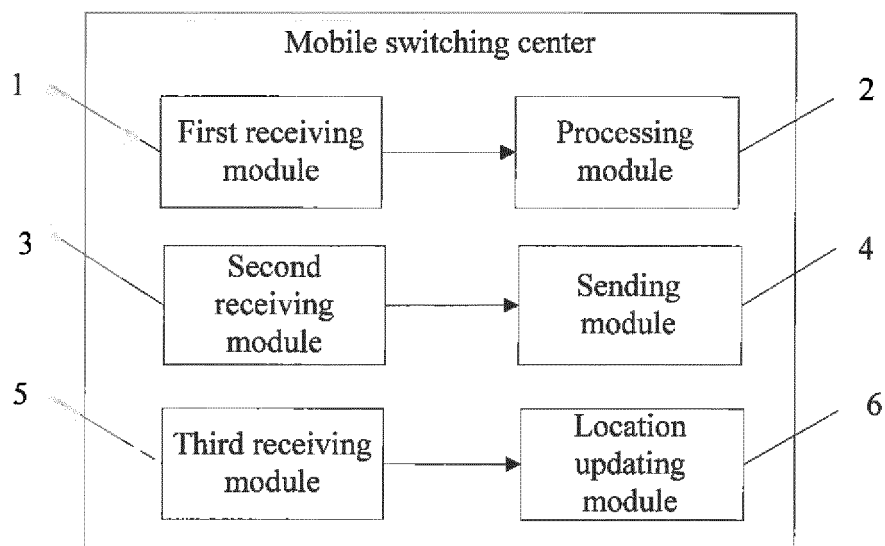 Mobile switching center
1
First receiving
module
Processing
module
2
3
Second
receiving
module
Sending
module
4
5
Third receiving
module
Location
updating
module
6